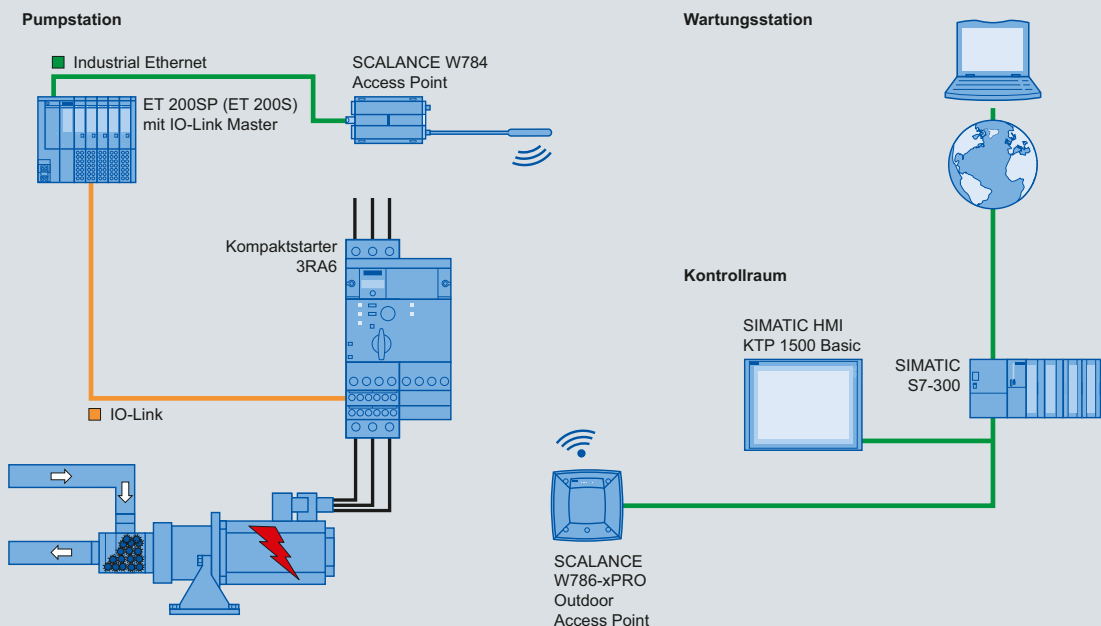 Pumpstation
Industrial Ethernet
ET 200SP (ET 200S)
mit IO-Link Master
SCALANCE W784
Access Point
Kompaktstarter
3RA6
IO-Link
Wartungsstation
Kontrollraum
SIMATIC HMI
KTP 1500 Basic
SIMATIC
S7-300
SCALANCE
W786-xPRO
Outdoor
Access Point